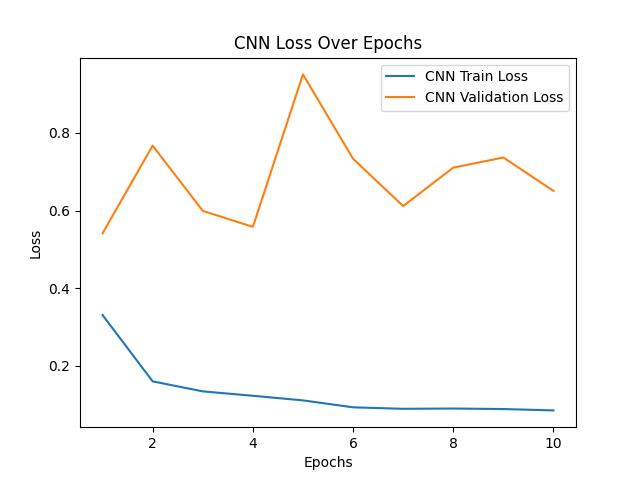 CNN Loss Over Epochs
CNN Train Loss
CNN Validation Loss
Loss
0.8
0.6
0.4
0.2
2 4 6 8 10
Epochs